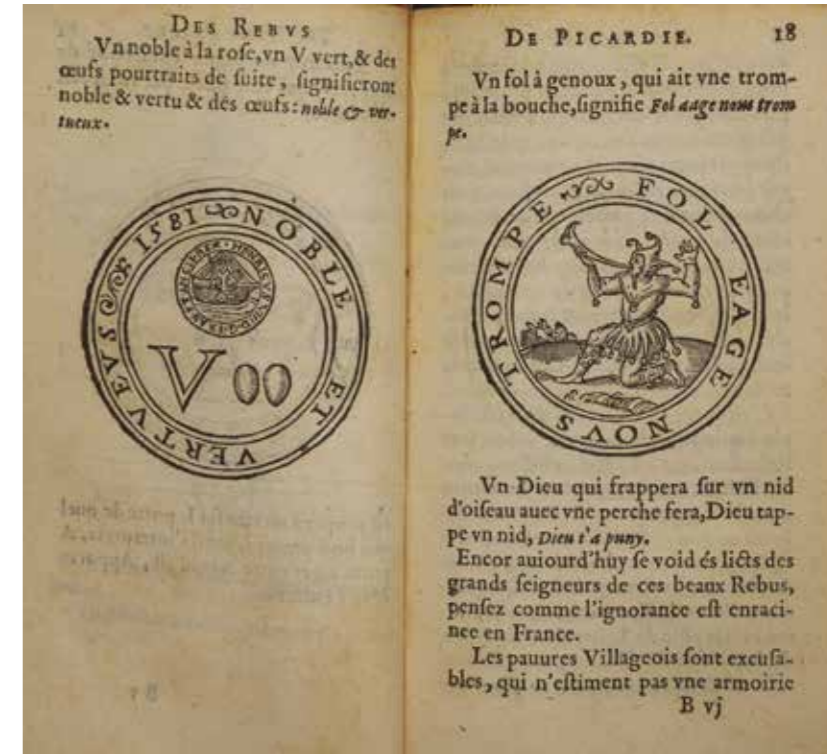 DES REBVS
Vn noble à la rose, vn V vert, & des
œufs pourtraits de suite, signifieront
noble & vertu & des œufs: noble & ver-
tueux.
1581 NOBLE ET VERTVEVS
V
DE PICARDIE. 18
Vn fol à genoux, qui ait vne trom-
pe à la bouche, signifie Fol aage nous trom
pe.
FOL EAGE NOVS TROMPE
Vn Dieu qui frappera sur vn nid
d'oiseau auec vne perche fera, Dieu tap-
pe vn nid, Dieu t'a puny.
Encor auiourd'huy se void és licts des
grands seigneurs de ces beaux Rebus,
pensez comme l'ignorance est enraci-
nee en France.
Les pauures Villageois sont excusa-
bles, qui n'estiment pas vne armoirie
B vj